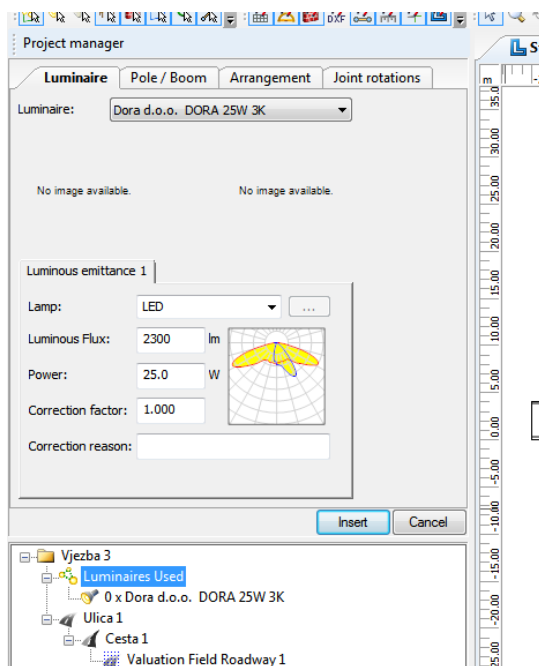 DXF
Project manager
Luminaire Pole / Boom Arrangement Joint rotations
Luminaire: Dora d.o.o. DORA 25W 3K
No image available. No image available.
Luminous emittance 1
Lamp: LED ...
Luminous Flux: 2300 lm
Power: 25.0 W
Correction factor: 1.000
Correction reason:
Insert Cancel
Vjezba 3
Luminaires Used
0 x Dora d.o.o. DORA 25W 3K
Ulica 1
Cesta 1
Valuation Field Roadway 1
S
m
35.0
30.00
25.00
20.00
15.00
10.00
5.00
0.00
-5.00
-10.00
-15.00
-20.00
-25.00